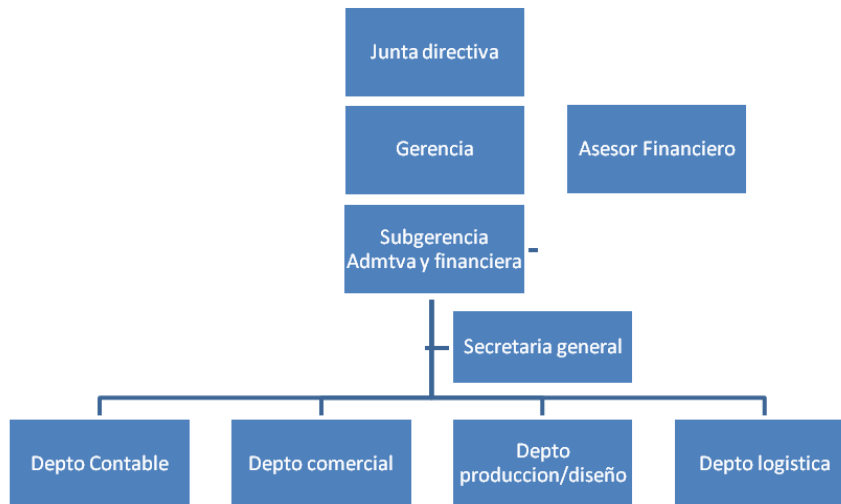 Junta directiva
Gerencia
Asesor Financiero
Subgerencia
Admtva y financiera
Secretaria general
Depto Contable
Depto comercial
Depto
produccion/diseño
Depto logistica